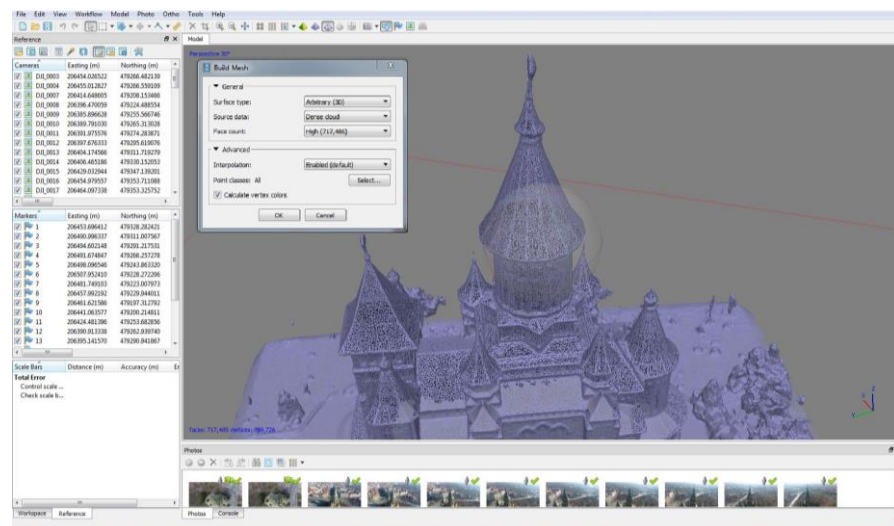 File Edit View Workflow Model Photo Ortho Tools Help
Reference
Model
Perspective 30°
Cameras Easting (m) Northing (m)
DJI_0003 206454.026522 479266.482139
DJI_0004 206455.012827 479266.559109
DJI_0007 206414.648605 479208.153466
DJI_0008 206396.470059 479224.488554
DJI_0009 206385.896628 479255.566746
DJI_0010 206389.791030 479265.313028
DJI_0011 206391.975576 479274.283871
DJI_0012 206397.676333 479295.619076
DJI_0013 206404.174566 479311.719279
DJI_0014 206406.465186 479330.152053
DJI_0015 206429.032944 479347.139201
DJI_0016 206454.979557 479353.711088
DJI_0017 206464.097338 479353.325752
Markers Easting (m) Northing (m)
1 206453.696412 479328.282421
2 206490.996337 479311.007567
3 206494.602148 479291.217531
4 206491.674847 479266.257278
5 206498.096546 479243.863320
6 206507.952410 479228.272206
7 206481.749103 479223.007973
8 206457.992192 479229.944011
9 206461.621586 479197.312792
10 206441.063577 479200.214811
11 206424.481396 479253.682856
12 206390.913338 479262.939740
13 206395.141570 479290.841867
Scale Bars Distance (m) Accuracy (m) Er
Total Error
Control scale ...
Check scale b...
Workspace Reference
Build Mesh
General
Surface type: Arbitrary (3D)
Source data: Dense cloud
Face count: High (717,486)
Advanced
Interpolation: Enabled (default)
Point classes: All Select...
Calculate vertex colors
OK Cancel
Z
X
Y
Photos
Photos Console